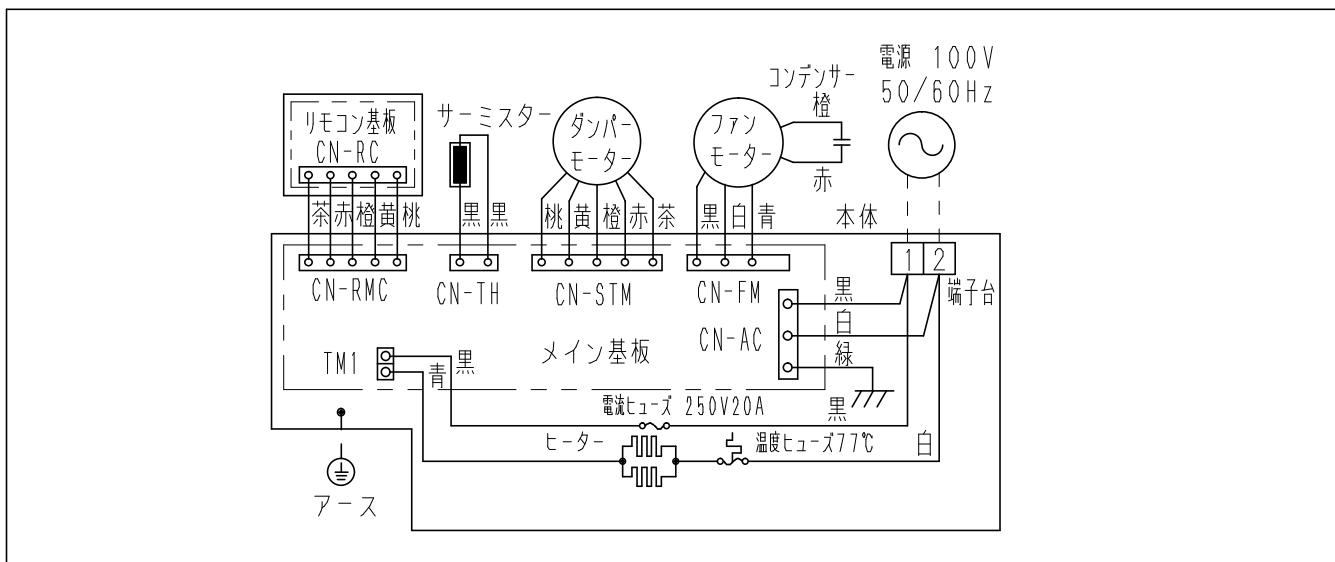 電源 100V
50/60Hz
コンデンサー
橙
赤
リモコン基板
CN-RC
サーミスター
ダンパー
モーター
ファン
モーター
茶赤橙黄桃
黒黒
桃黄橙赤茶
黒白青
本体
1 2
端子台
CN-RMC
CN-TH
CN-STM
CN-FM
CN-AC
黒
白
緑
メイン基板
TM1
黒
青
電流ヒューズ 250V20A
黒
ヒーター
温度ヒューズ77℃
白
アース